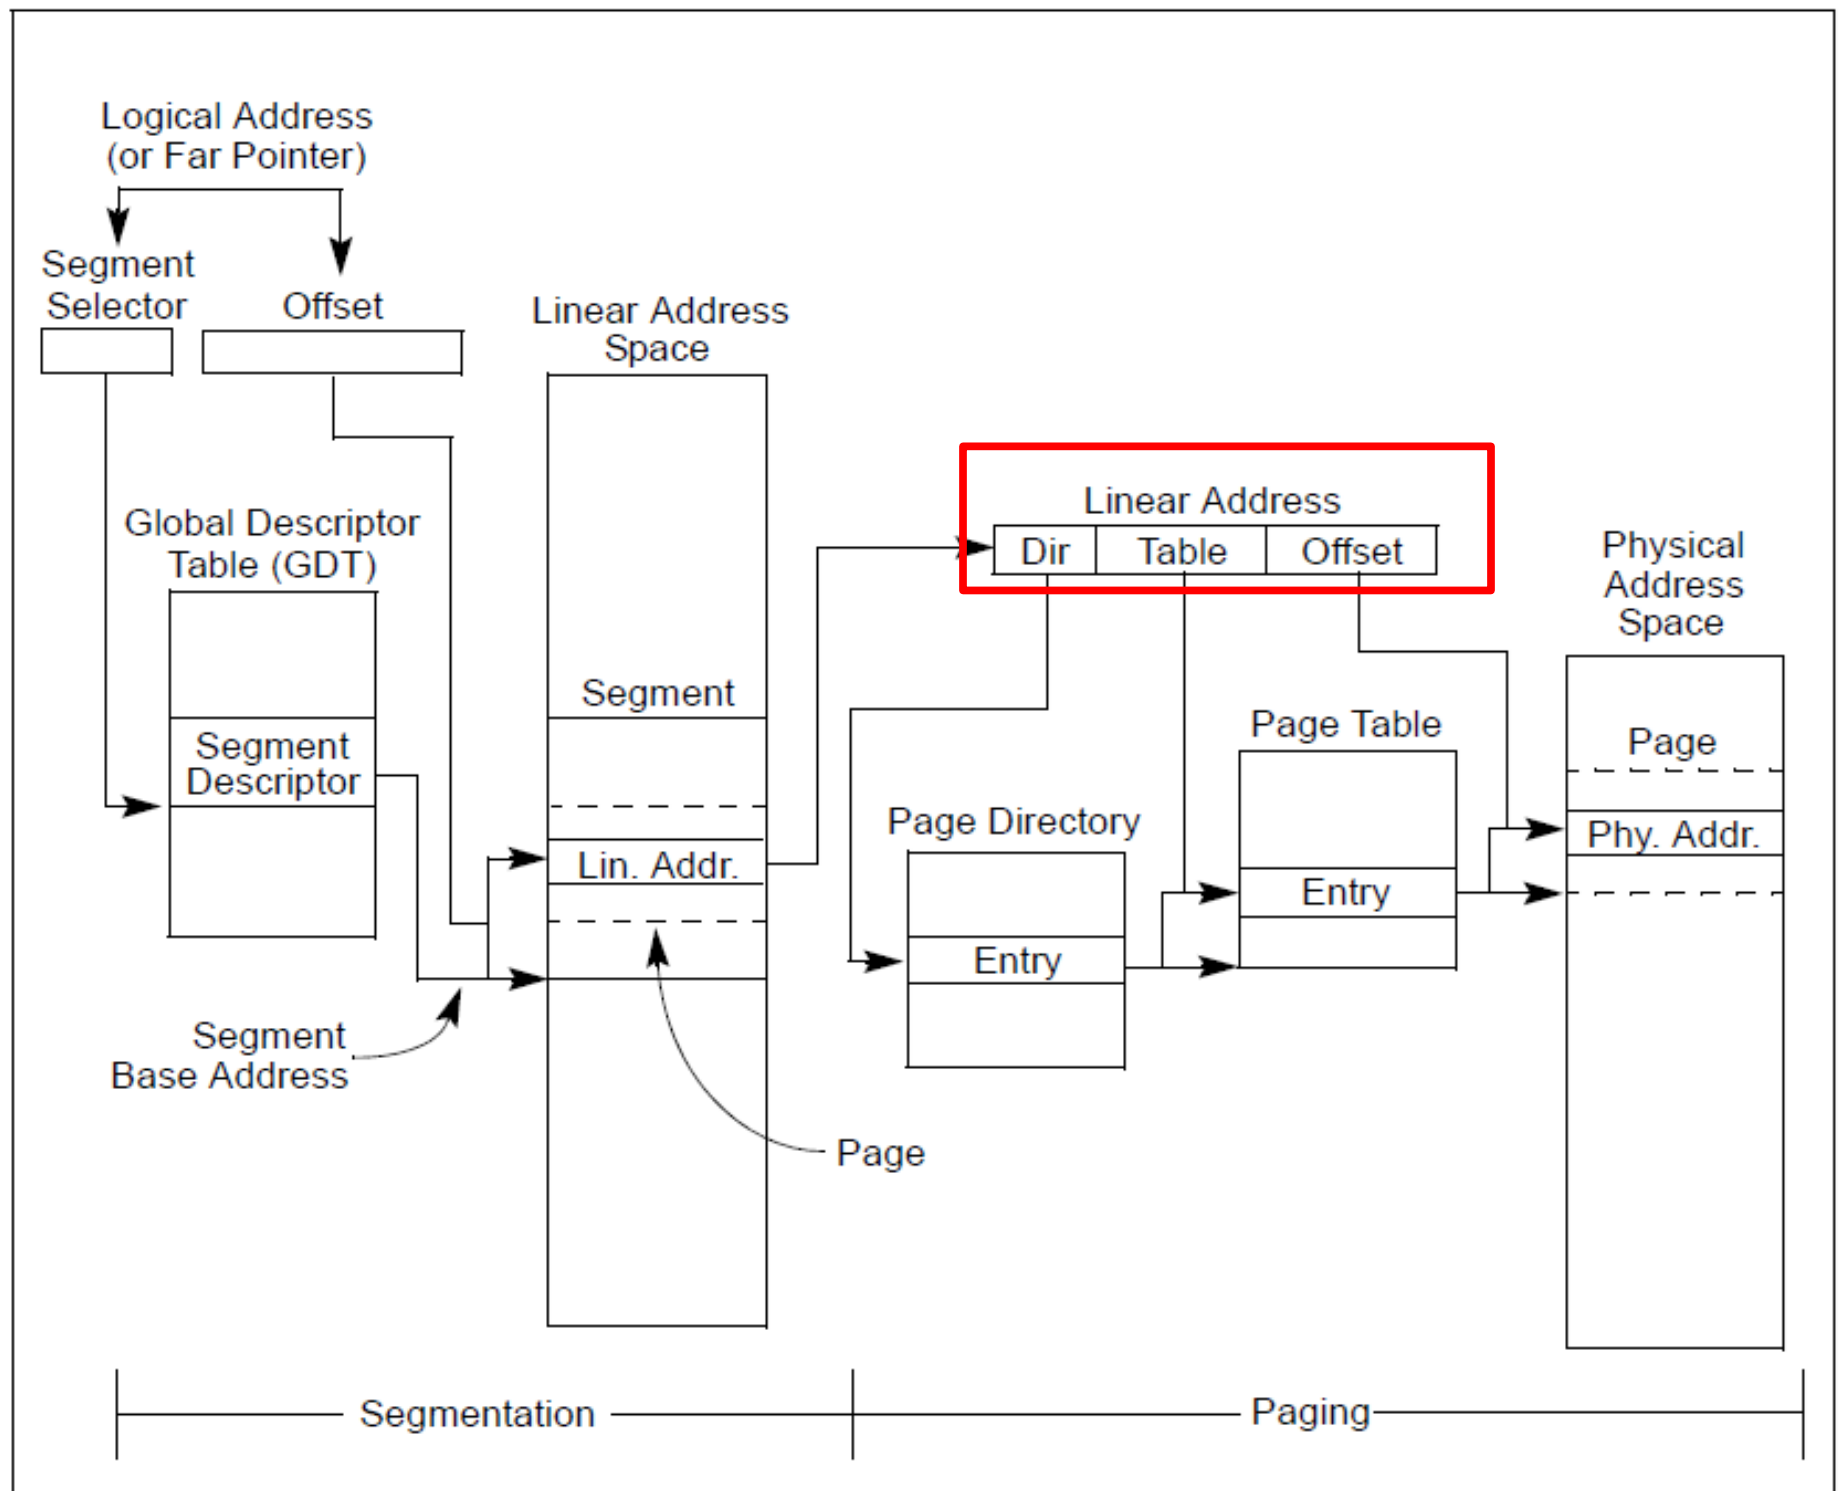 Logical Address
(or Far Pointer)
Segment
Selector
Offset
Linear Address
Space
Global Descriptor
Table (GDT)
Segment
Descriptor
Segment
Lin. Addr.
Segment
Base Address
Page
Linear Address
Dir Table Offset
Page Directory
Entry
Page Table
Entry
Physical
Address
Space
Page
Phy. Addr.
Segmentation
Paging